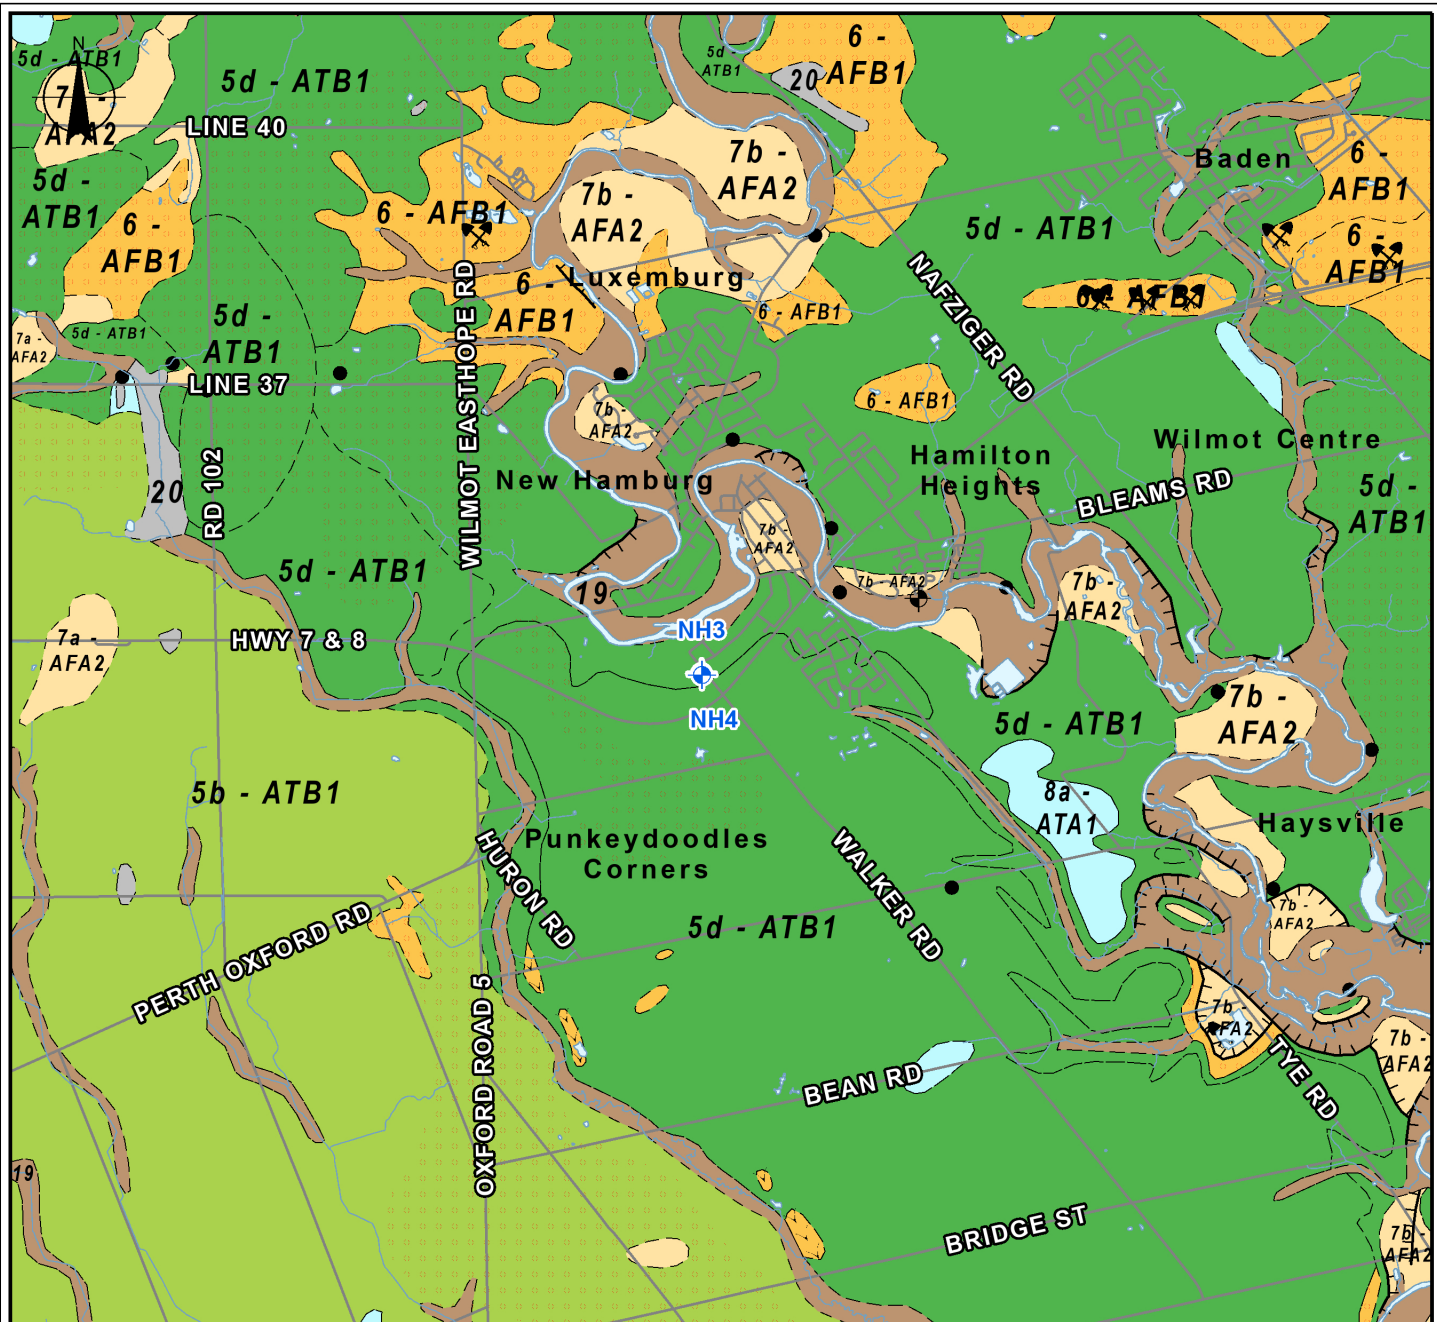 N
5d - ATB1
7 -
AFA2
5d - ATB1
LINE 40
5d -
ATB1
6 -
AFB1
20
7b -
AFA2
7b -
AFA2
Baden
6 -
AFB1
5d -
ATB1
6 -
AFB1
6 - AFB1
5d - ATB1
6 -
AFB1
6 -
AFB1
Luxemburg
NAFZIGER RD
6 - AFB1
6 - AFB1
5d -
ATB1
5d - ATB1
7a -
AFA2
LINE 37
WILMOT EASTHOPE RD
7b -
AFA2
6 - AFB1
Wilmot Centre
Hamilton
Heights
New Hamburg
BLEAMS RD
20
RD 102
5d -
ATB1
7b -
AFA2
5d - ATB1
19
7b - AFA2
7b -
AFA2
7a -
AFA2
HWY 7 & 8
NH3
NH4
5d - ATB1
7b -
AFA2
5b - ATB1
8a -
ATA1
Haysville
Punkeydoodles
Corners
HURON RD
WALKER RD
PERTH OXFORD RD
5d - ATB1
7b -
AFA2
OXFORD ROAD 5
7b -
AFA2
7b -
AFA2
TYE RD
BEAN RD
19
BRIDGE ST
7b
AFA2